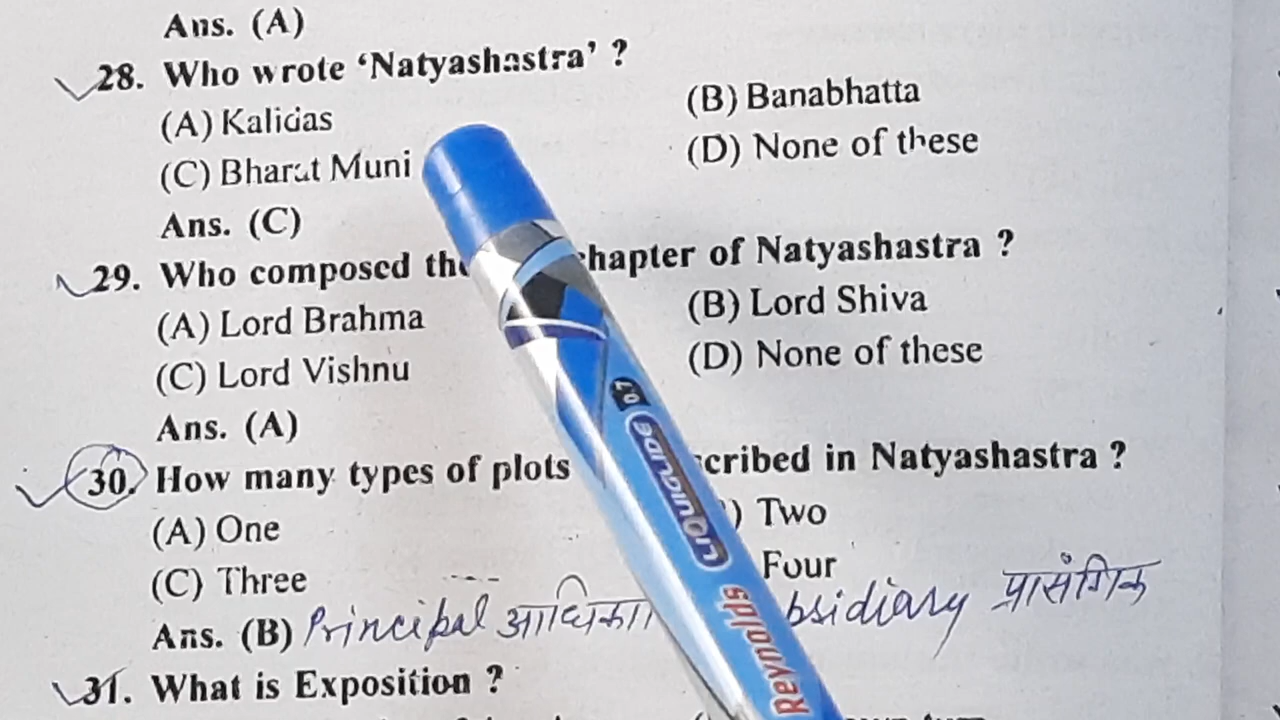 Ans. (A)
28. Who wrote ‘Natyashastra’ ?
(A) Kalidas (B) Banabhatta
(C) Bharat Muni (D) None of these
Ans. (C)
29. Who composed the chapter of Natyashastra ?
(A) Lord Brahma (B) Lord Shiva
(C) Lord Vishnu (D) None of these
Ans. (A)
30. How many types of plots cribed in Natyashastra ?
(A) One ) Two
(C) Three Four
Ans. (B) Principal bsidiary प्रासंगिक
31. What is Exposition ?
0.7
LIQUIGLIDE
Reynolds